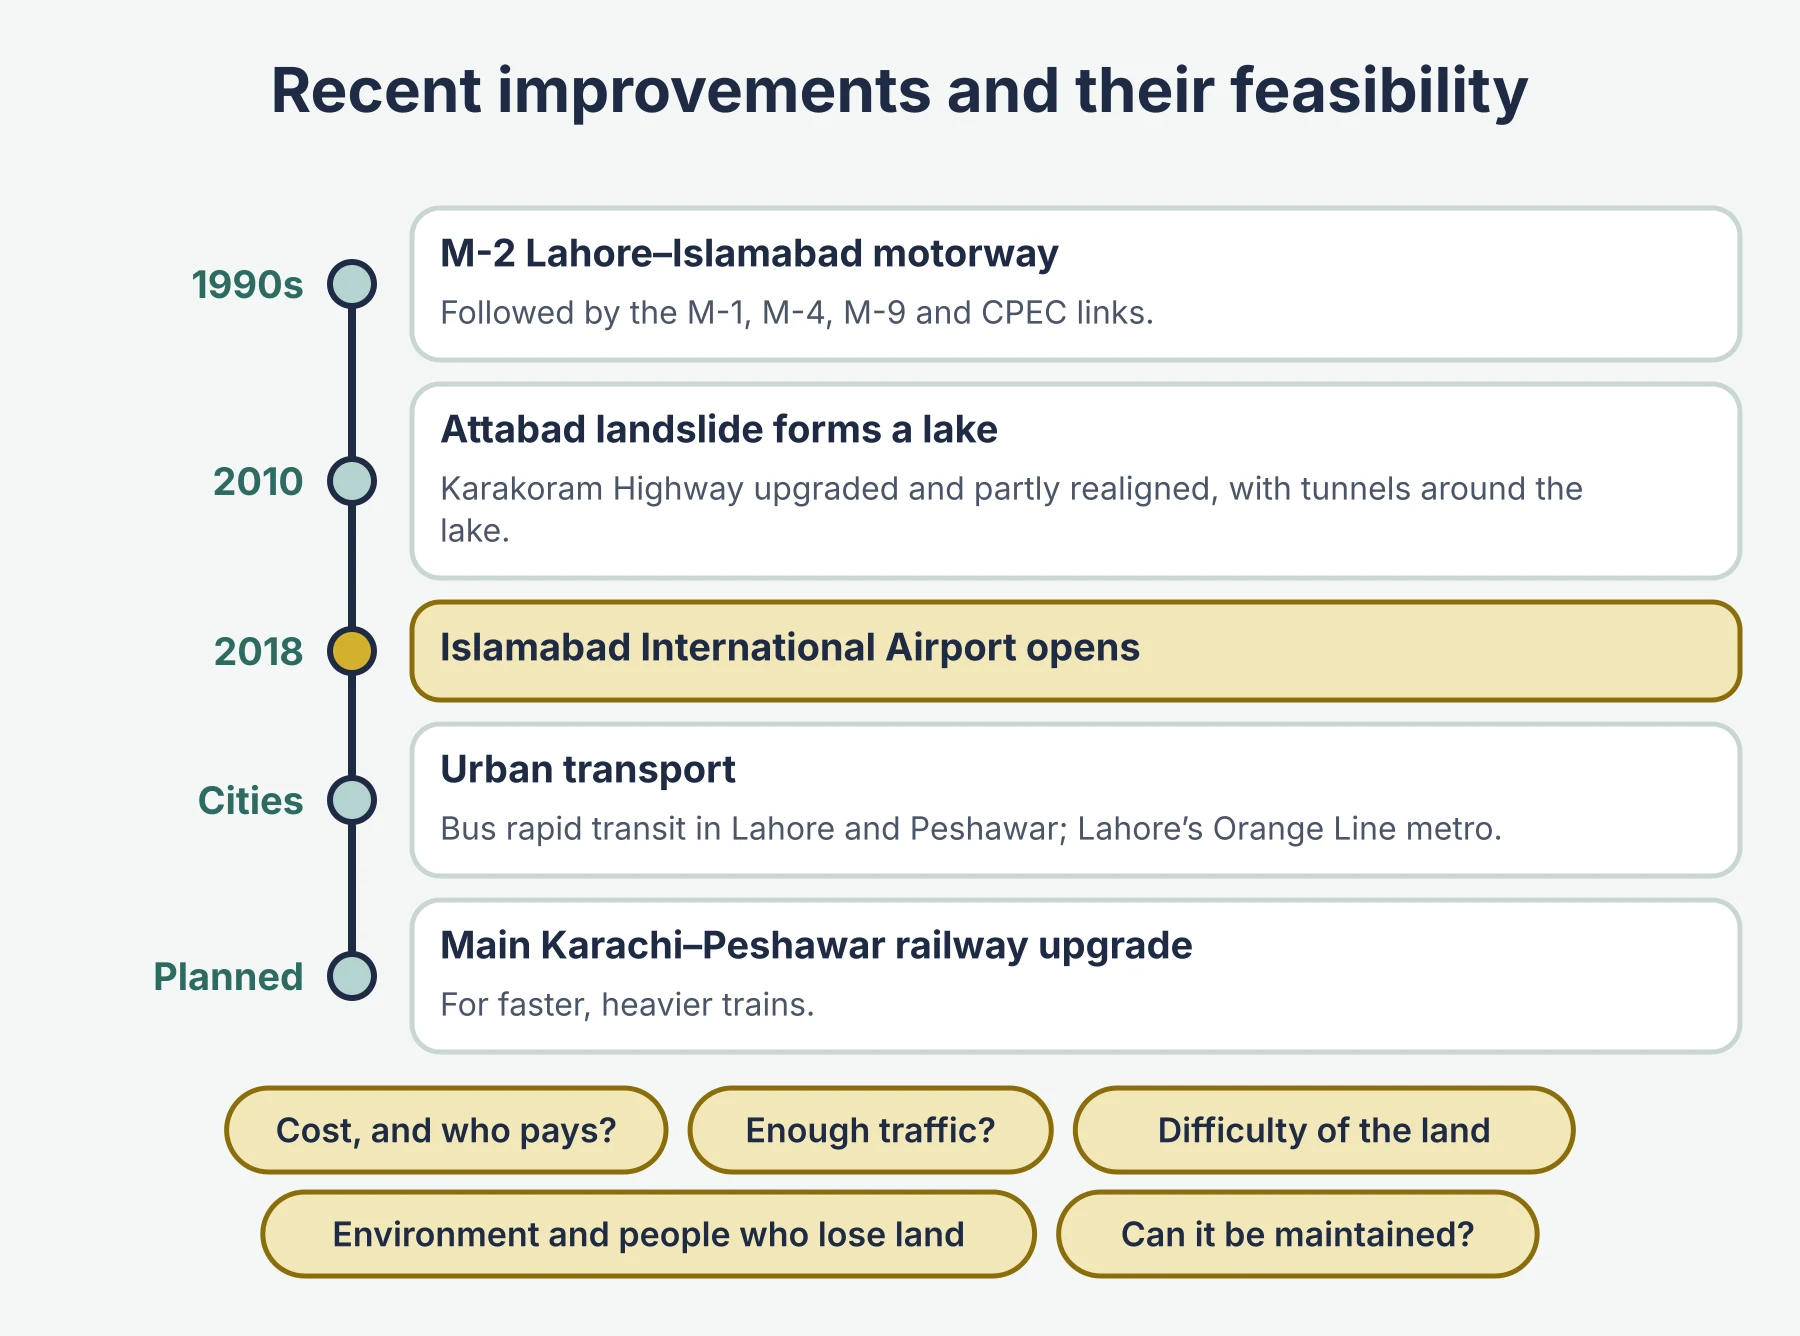 Recent improvements and their feasibility
1990s
M-2 Lahore–Islamabad motorway
Followed by the M-1, M-4, M-9 and CPEC links.
2010
Attabad landslide forms a lake
Karakoram Highway upgraded and partly realigned, with tunnels around the
lake.
2018
Islamabad International Airport opens
Cities
Urban transport
Bus rapid transit in Lahore and Peshawar; Lahore’s Orange Line metro.
Planned
Main Karachi–Peshawar railway upgrade
For faster, heavier trains.
Cost, and who pays?
Enough traffic?
Difficulty of the land
Environment and people who lose land
Can it be maintained?